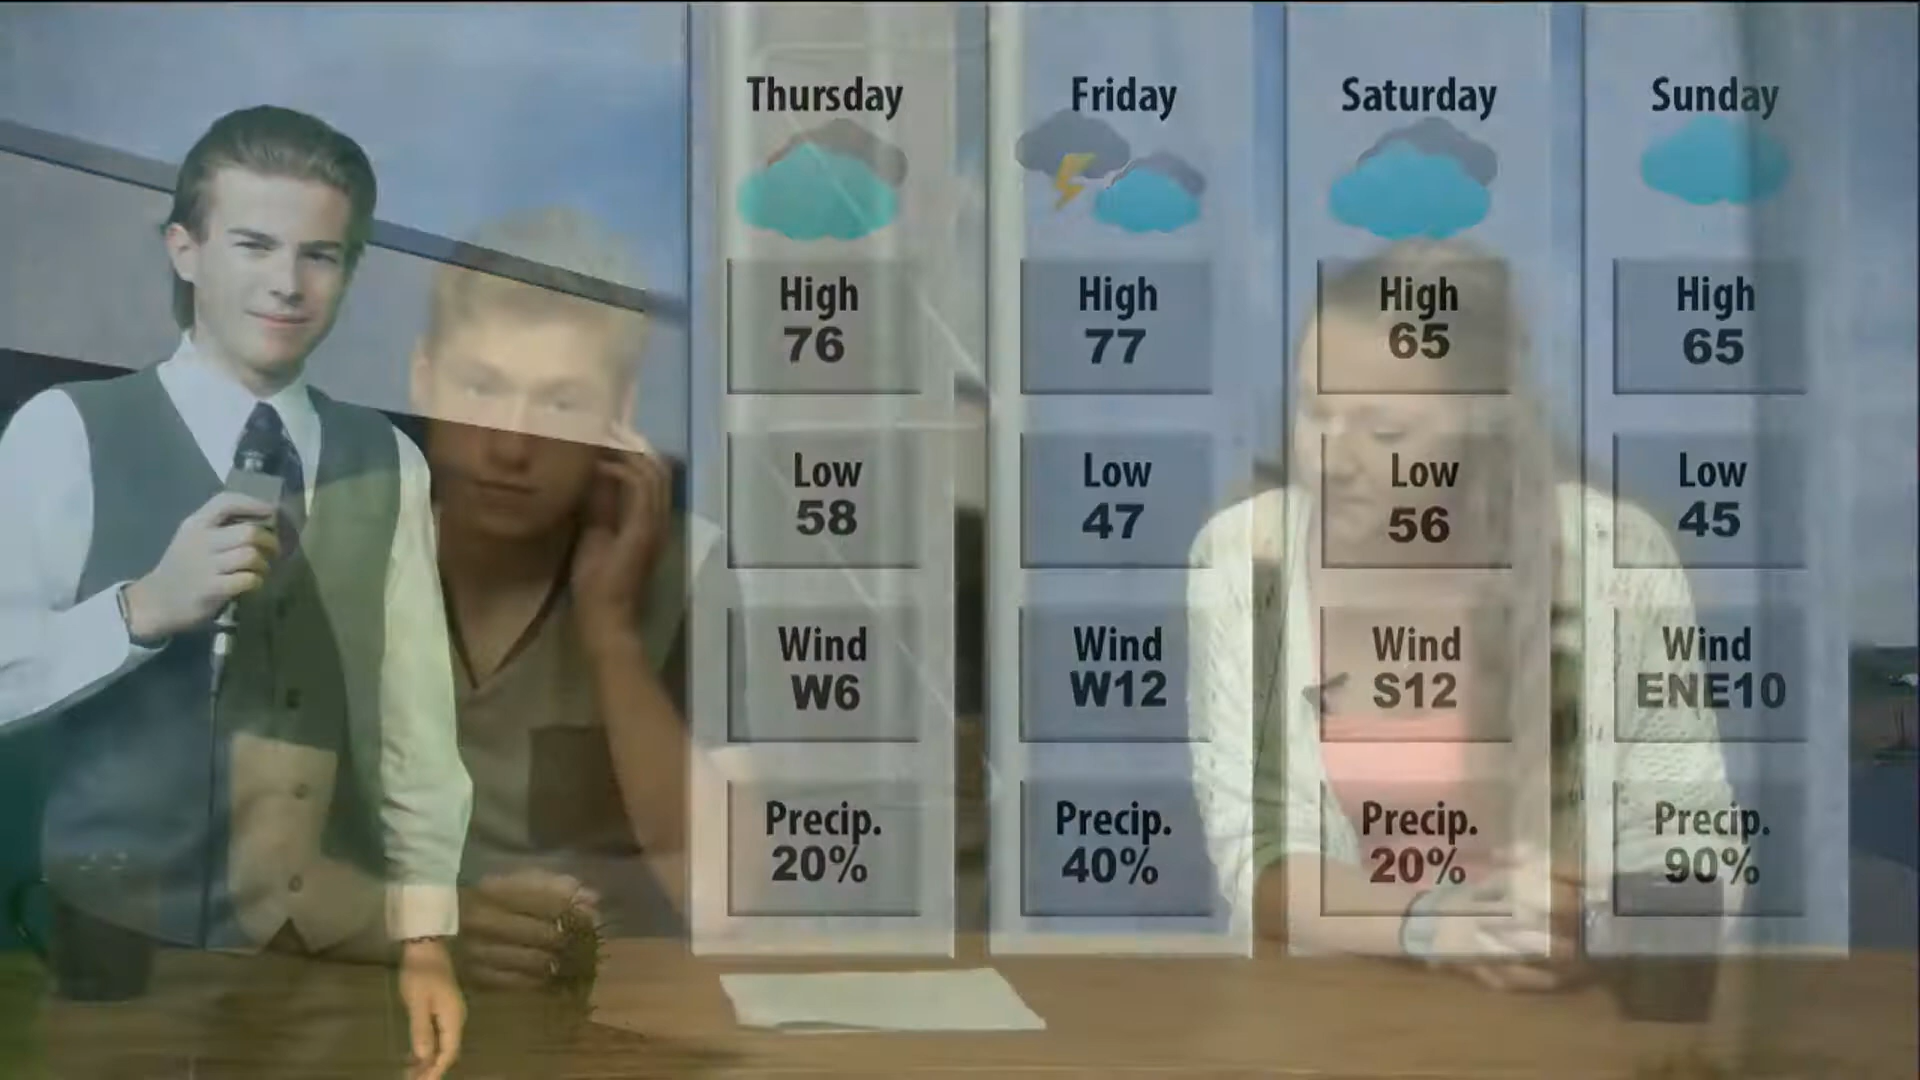 Thursday
High
76
Low
58
Wind
W6
Precip.
20%
Friday
High
77
Low
47
Wind
W12
Precip.
40%
Saturday
High
65
Low
56
Wind
S12
Precip.
20%
Sunday
High
65
Low
45
Wind
ENE10
Precip.
90%